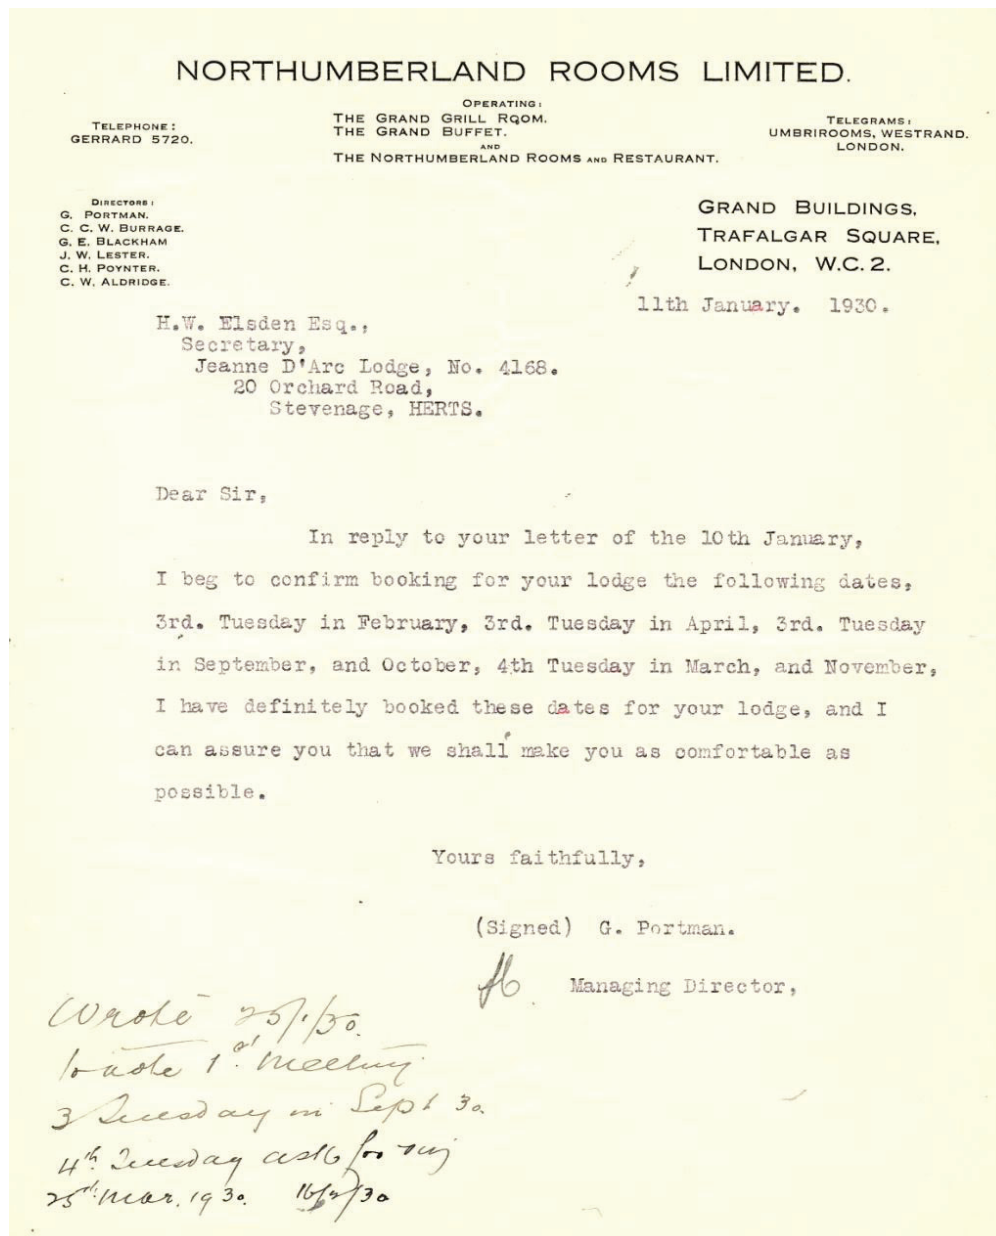 NORTHUMBERLAND ROOMS LIMITED.
OPERATING:
THE GRAND GRILL ROOM.
THE GRAND BUFFET.
AND
THE NORTHUMBERLAND ROOMS AND RESTAURANT.
TELEPHONE:
GERRARD 5720.
TELEGRAMS:
UMBRIROOMS, WESTRAND.
LONDON.
DIRECTORS:
G. PORTMAN.
C. C. W. BURRAGE.
G. E. BLACKHAM
J. W. LESTER.
C. H. POYNTER.
C. W. ALDRIDGE.
GRAND BUILDINGS,
TRAFALGAR SQUARE,
LONDON, W.C. 2.
11th January. 1930.
H.W. Elsden Esq.,
Secretary,
Jeanne D'Arc Lodge, No. 4168.
20 Orchard Road,
Stevenage, HERTS.
Dear Sir,
In reply to your letter of the 10th January,
I beg to confirm booking for your lodge the following dates,
3rd. Tuesday in February, 3rd. Tuesday in April, 3rd. Tuesday
in September, and October, 4th Tuesday in March, and November,
I have definitely booked these dates for your lodge, and I
can assure you that we shall make you as comfortable as
possible.
Yours faithfully,
(Signed) G. Portman.
Managing Director,
Wrote 25/1/30.
1st Meeting
3 Tuesday in Sept 30.
4th Tuesday for
25th Mar. 1930. 16/2/30